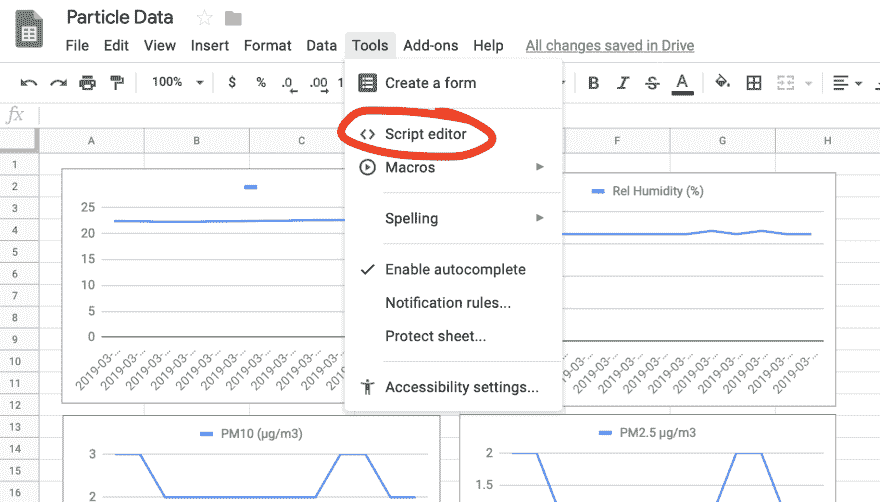 Particle Data
File Edit View Insert Format Data Tools Add-ons Help All changes saved in Drive
100% $ % .0 .00 1 B I S A
fx
A B C F G H
Create a form
Script editor
Macros
Spelling
Enable autocomplete
Notification rules...
Protect sheet...
Accessibility settings...
1
2
3
4
5
6
7
8
9
10
11
12
13
14
15
16
25
20
15
10
5
0
2019-03-... 2019-03-... 2019-03-... 2019-03-... 2019-03-... 2019-03-... 2019-03-... 2019-03-...
Rel Humidity (%)
2019-03-... 2019-03-... 2019-03-... 2019-03-... 2019-03-... 2019-03-... 2019-03-... 2019-03-...
PM10 (µg/m3)
3
2
PM2.5 µg/m3
2
1.5